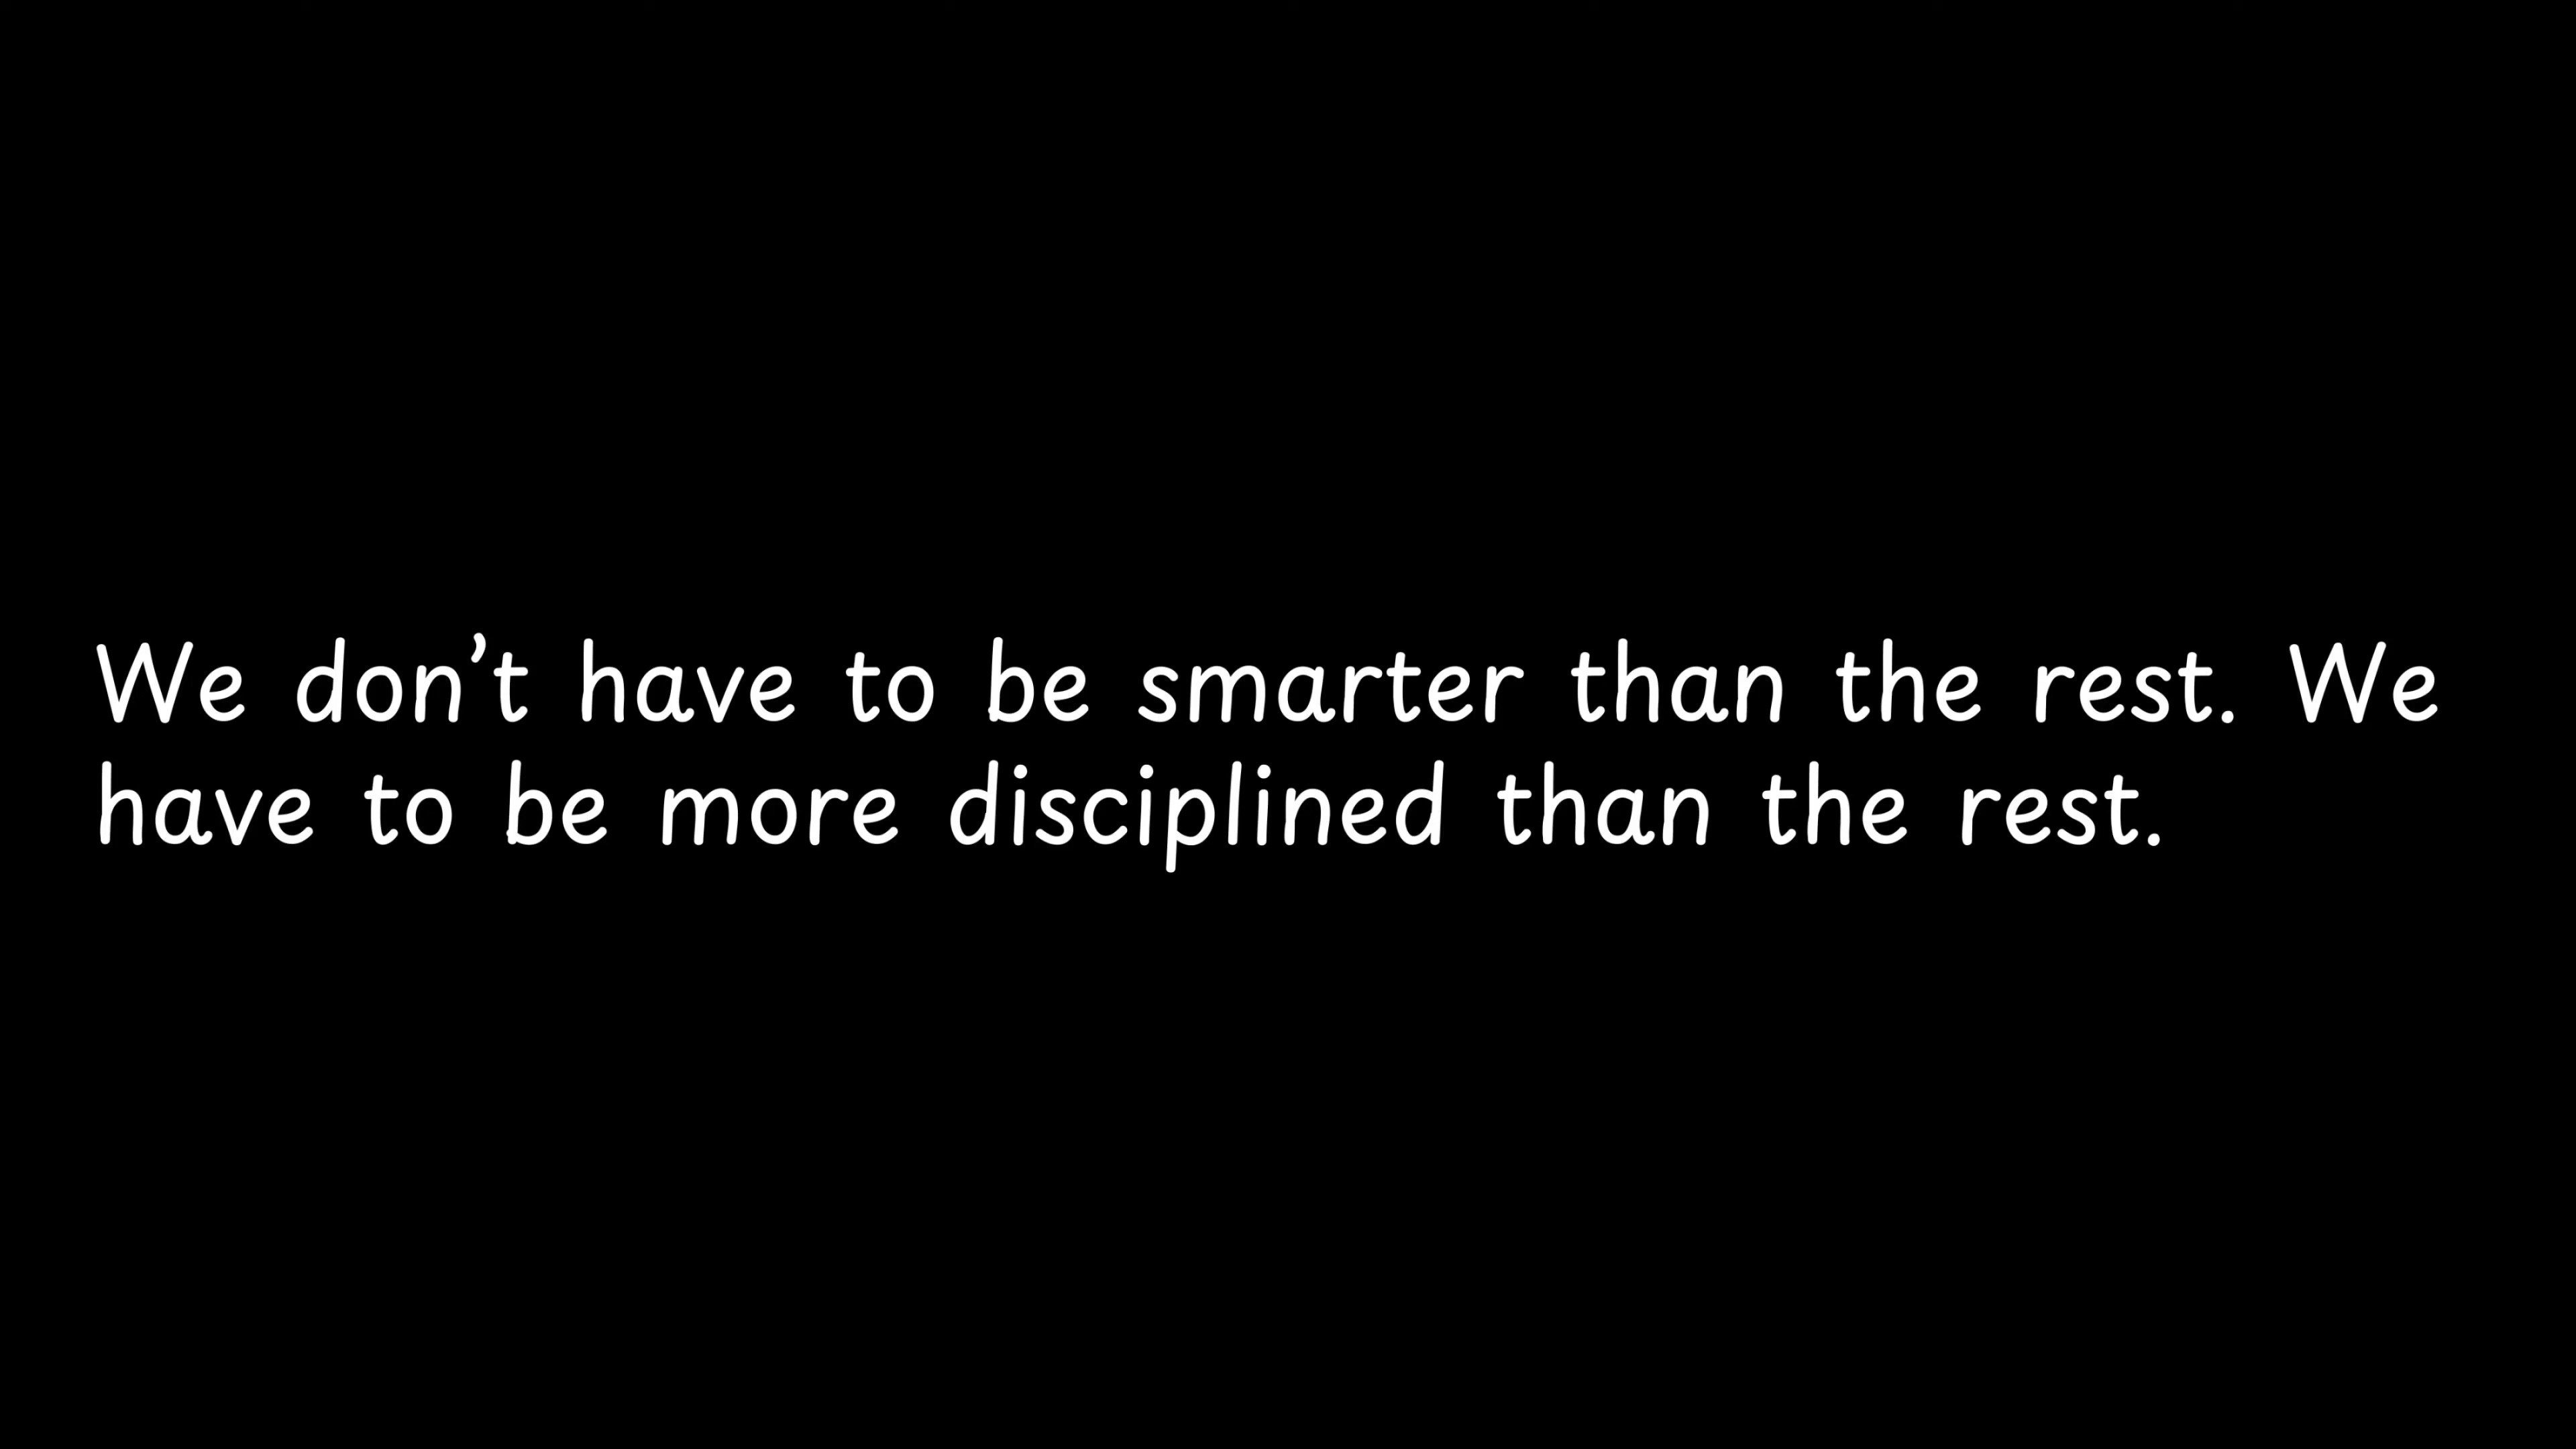 We don’t have to be smarter than the rest. We
have to be more disciplined than the rest.